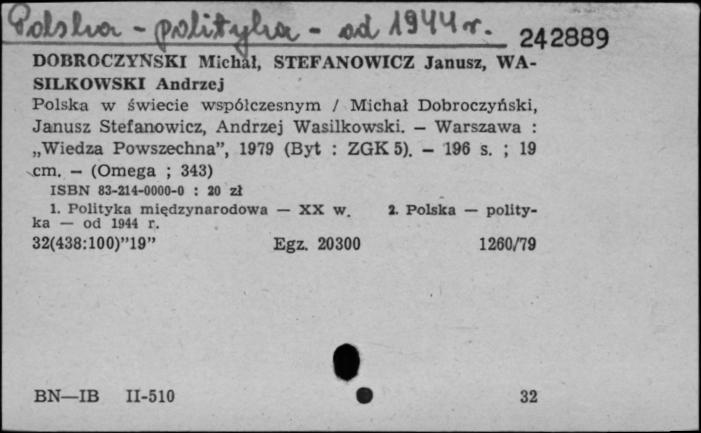 Polska - polityka - od 1944 r.
242889
DOBROCZYŃSKI Michał, STEFANOWICZ Janusz, WA-
SILKOWSKI Andrzej
Polska w świecie współczesnym / Michał Dobroczyński,
Janusz Stefanowicz, Andrzej Wasilkowski. — Warszawa :
„Wiedza Powszechna”, 1979 (Byt : ZGK 5). — 196 s. ; 19
cm. — (Omega ; 343)
ISBN 83-214-0000-0 : 20 zł
1. Polityka międzynarodowa — XX w. 2. Polska — polity-
ka — od 1944 r.
32(438:100)”19” Egz. 20300 1260/79
BN—IB II-510 32